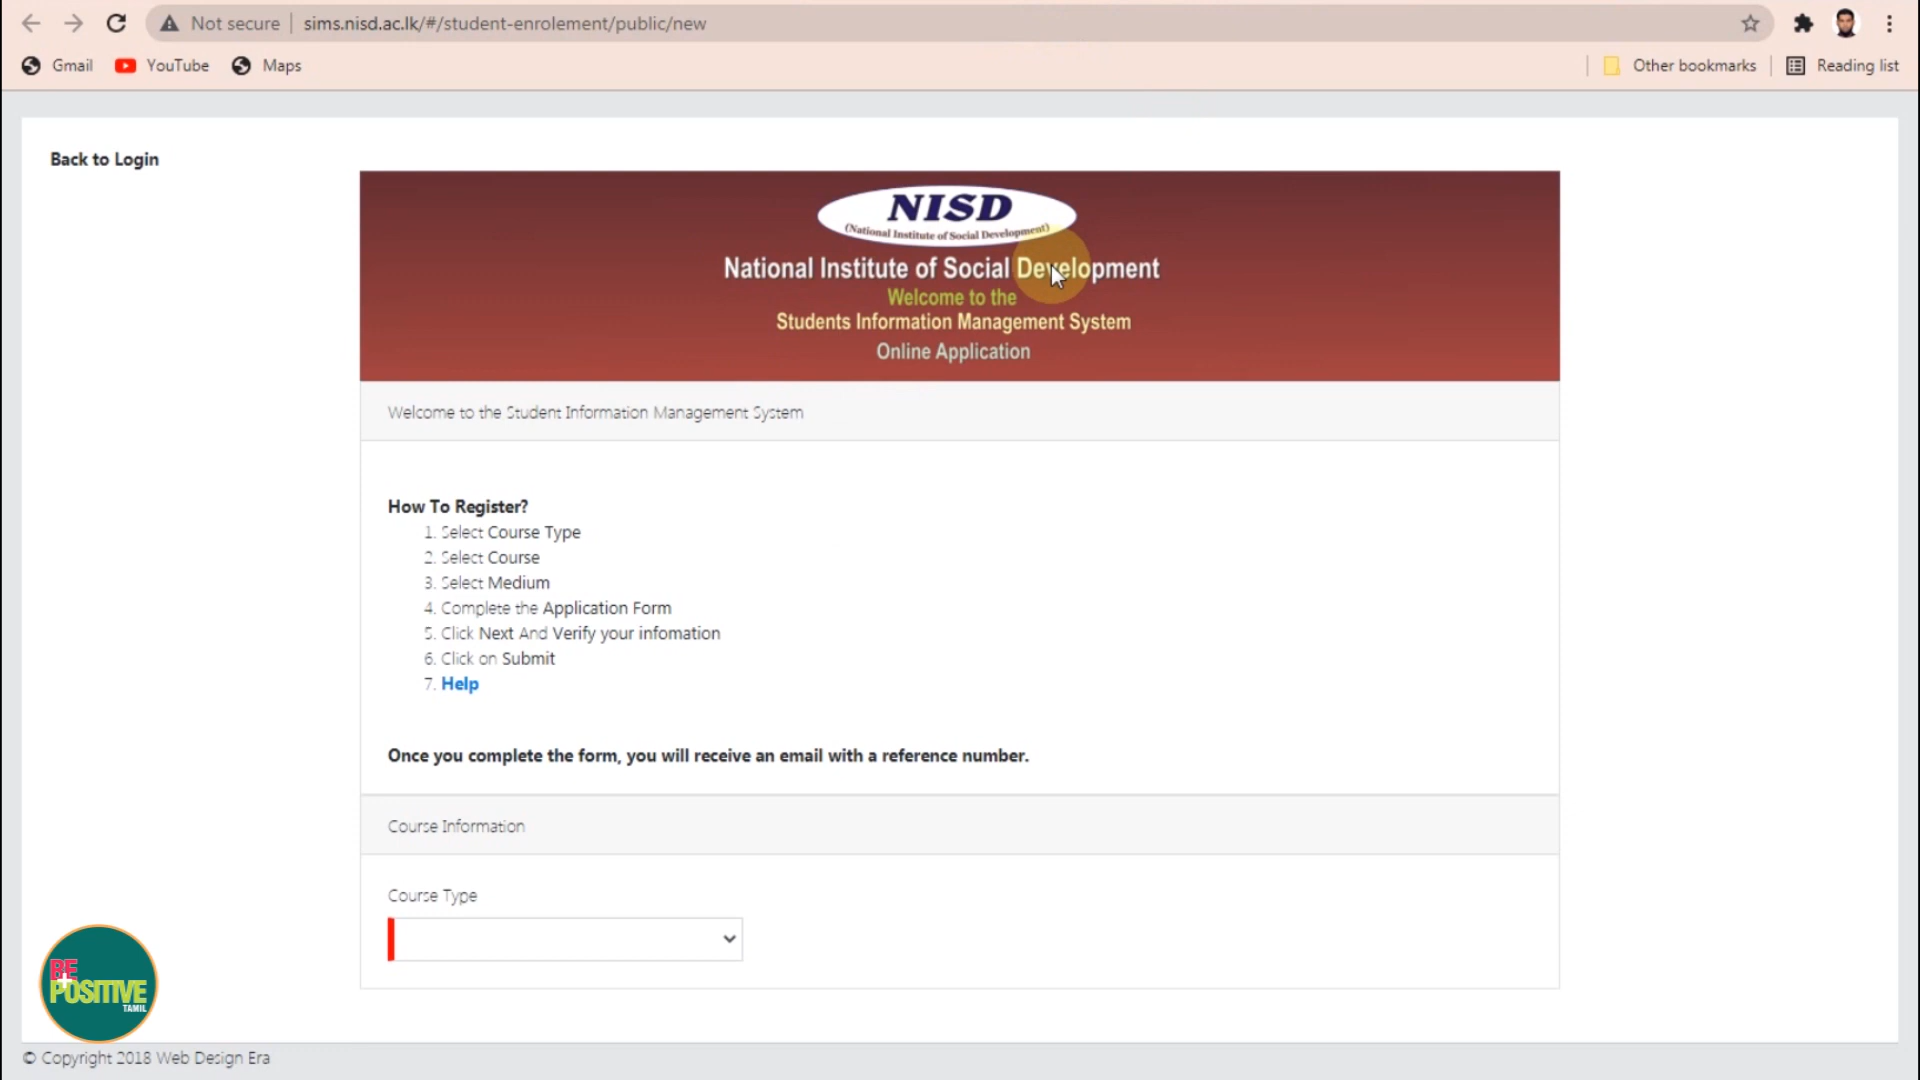 Not secure sims.nisd.ac.lk/#/student-enrolement/public/new
Gmail YouTube Maps Other bookmarks Reading list
Back to Login
NISD
(National Institute of Social Development)
National Institute of Social Development
Welcome to the
Students Information Management System
Online Application
Welcome to the Student Information Management System
How To Register?
1. Select Course Type
2. Select Course
3. Select Medium
4. Complete the Application Form
5. Click Next And Verify your infomation
6. Click on Submit
7. Help
Once you complete the form, you will receive an email with a reference number.
Course Information
Course Type
BE
+
POSITIVE
TAMIL
© Copyright 2018 Web Design Era